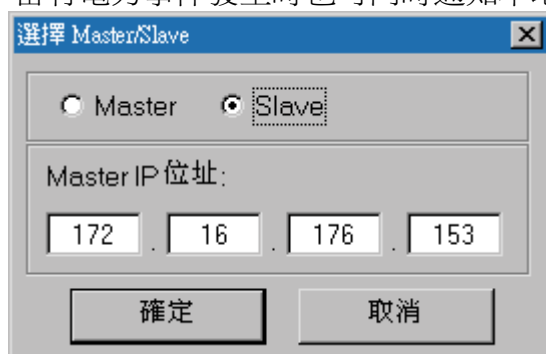 選擇 Master/Slave
Master Slave
Master IP 位址:
172 . 16 . 176 . 153
確定 取消